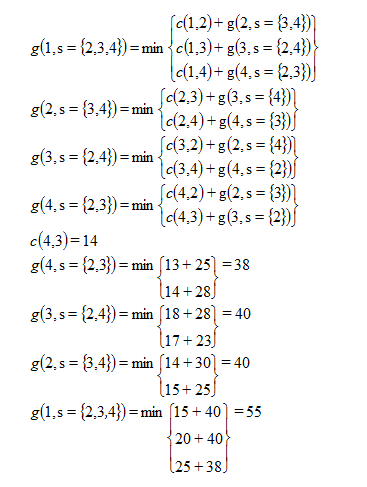 g(1,s = {2,3,4}) = min {c(1,2) + g(2,s = {3,4})}
{c(1,3) + g(3,s = {2,4})}
{c(1,4) + g(4,s = {2,3})}
g(2,s = {3,4}) = min {c(2,3) + g(3,s = {4})}
{c(2,4) + g(4,s = {3})}
g(3,s = {2,4}) = min {c(3,2) + g(2,s = {4})}
{c(3,4) + g(4,s = {2})}
g(4,s = {2,3}) = min {c(4,2) + g(2,s = {3})}
{c(4,3) + g(3,s = {2})}
c(4,3) = 14
g(4,s = {2,3}) = min {13 + 25} = 38
{14 + 28}
g(3,s = {2,4}) = min {18 + 28} = 40
{17 + 23}
g(2,s = {3,4}) = min {14 + 30} = 40
{15 + 25}
g(1,s = {2,3,4}) = min {15 + 40} = 55
{20 + 40}
{25 + 38}